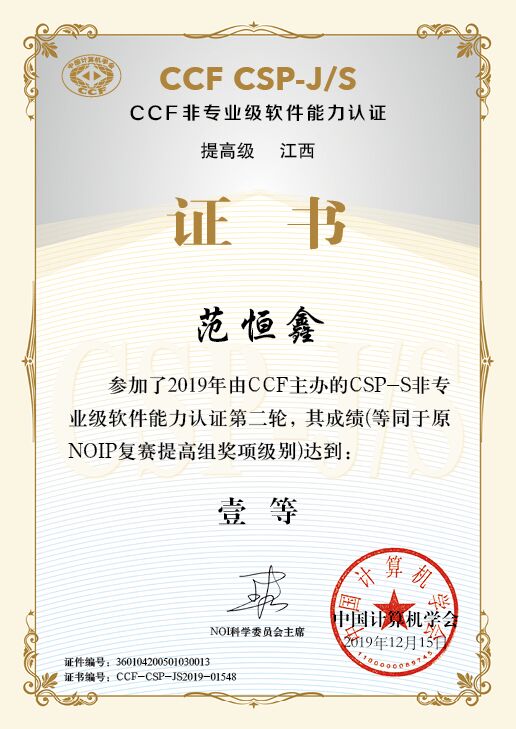 中国计算机学会
CCF
CCF CSP-J/S
CCF非专业级软件能力认证
提高级 江西
证 书
范恒鑫
CSP-J/S
参加了2019年由CCF主办的CSP-S非专
业级软件能力认证第二轮，其成绩(等同于原
NOIP复赛提高组奖项级别)达到：
壹 等
NOI科学委员会主席
中国计算机学会
中国计算机学会
2019年12月15日
1100000089745
证件编号：360104200501030013
证书编号：CCF-CSP-JS2019-01548